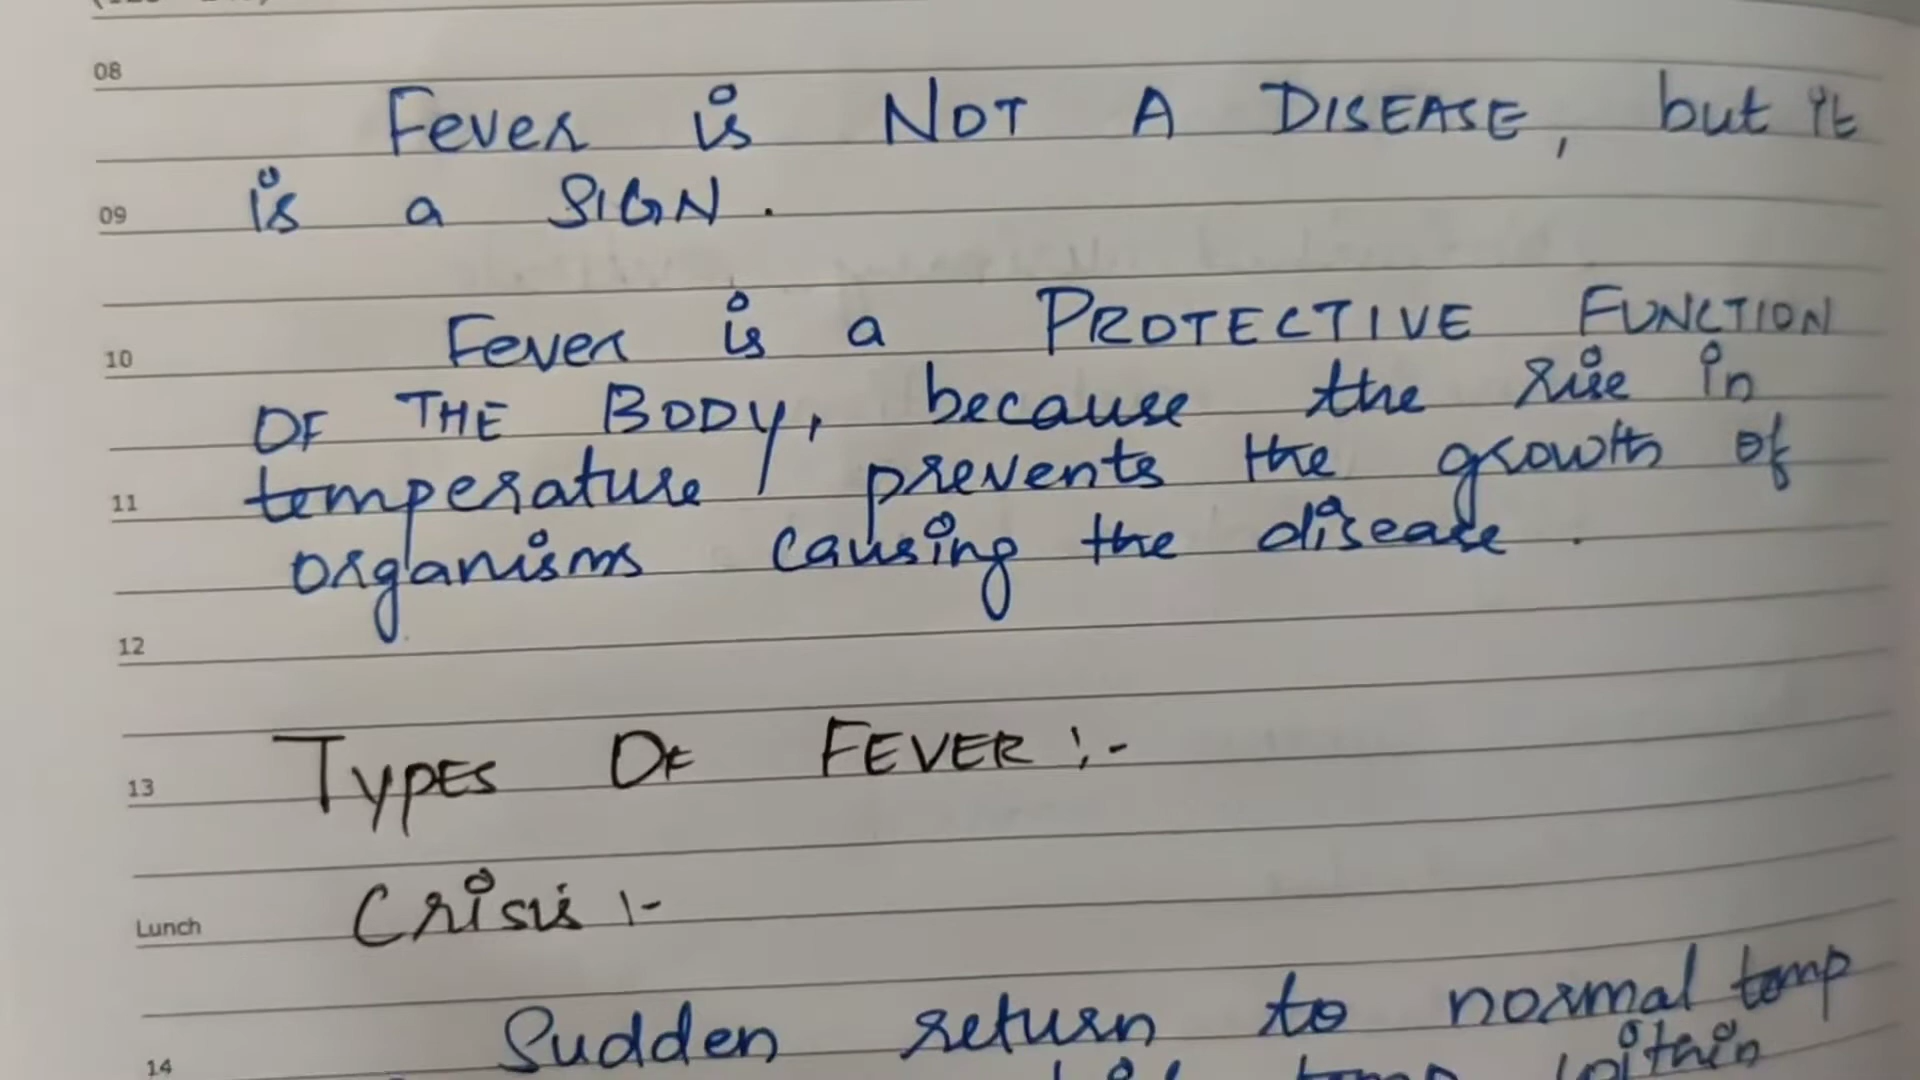 08
Fever is NOT A DISEASE, but it
09 is a SIGN.
10 Fever is a PROTECTIVE FUNCTION
OF THE BODY, because the rise in
11 temperature, prevents the growth of
organisms causing the disease.
12
13 TYPES OF FEVER :-
Lunch Crisis :-
14 Sudden return to normal temp
temp within